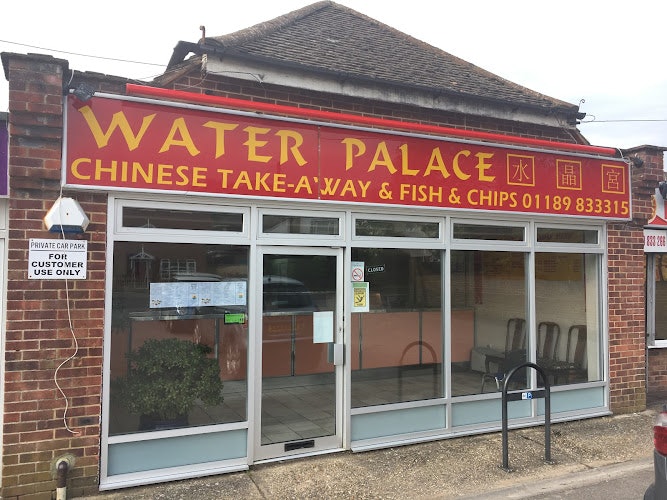 WATER PALACE 水 晶 宮
CHINESE TAKE-AWAY & FISH & CHIPS 01189 833315
PRIVATE CAR PARK
FOR
CUSTOMER
USE ONLY
CLOSED